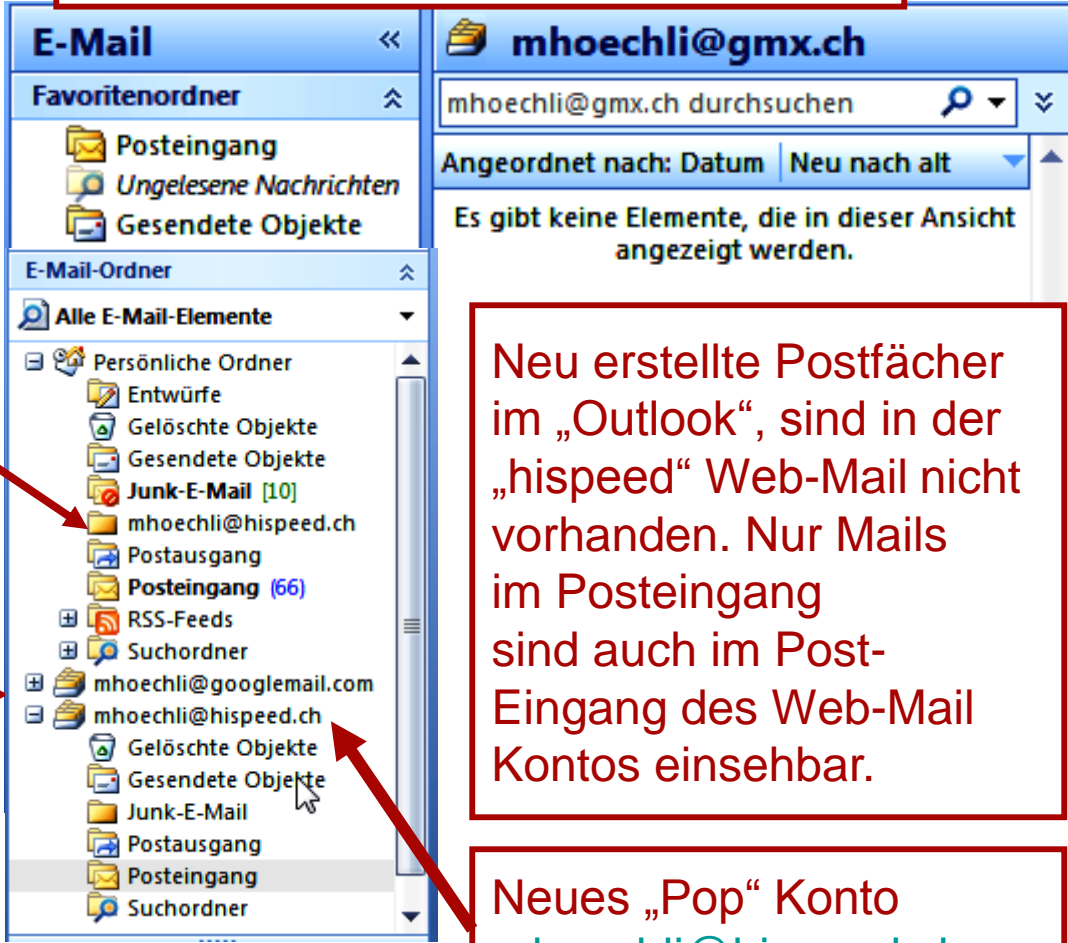 E-Mail «
Favoritenordner
Posteingang
Ungelesene Nachrichten
Gesendete Objekte
E-Mail-Ordner
Alle E-Mail-Elemente
Persönliche Ordner
Entwürfe
Gelöschte Objekte
Gesendete Objekte
Junk-E-Mail [10]
mhoechli@hispeed.ch
Postausgang
Posteingang (66)
RSS-Feeds
Suchordner
mhoechli@googlemail.com
mhoechli@hispeed.ch
Gelöschte Objekte
Gesendete Objekte
Junk-E-Mail
Postausgang
Posteingang
Suchordner
mhoechli@gmx.ch
mhoechli@gmx.ch durchsuchen
Angeordnet nach: Datum Neu nach alt
Es gibt keine Elemente, die in dieser Ansicht
angezeigt werden.
Neu erstellte Postfächer
im „Outlook“, sind in der
„hispeed“ Web-Mail nicht
vorhanden. Nur Mails
im Posteingang
sind auch im Post-
Eingang des Web-Mail
Kontos einsehbar.
Neues „Pop“ Konto